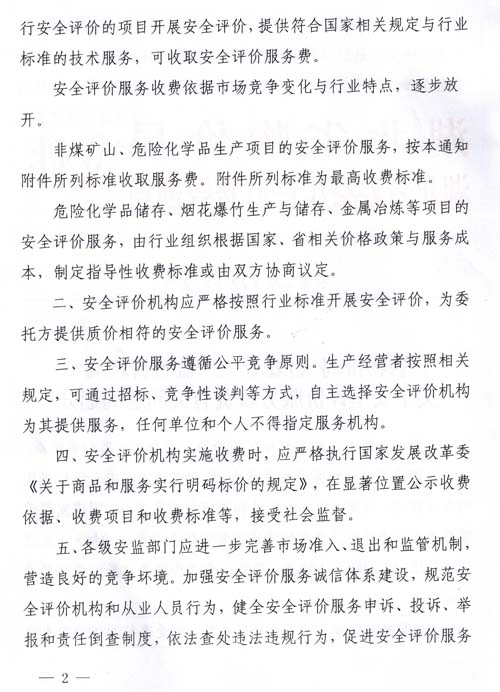 行安全评价的项目开展安全评价,提供符合国家相关规定与行业
标准的技术服务，可收取安全评价服务费。
安全评价服务收费依据市场竞争变化与行业特点，逐步放
开。
非煤矿山、危险化学品生产项目的安全评价服务，按本通知
附件所列标准收取服务费。附件所列标准为最高收费标准。
危险化学品储存、烟花爆竹生产与储存、金属冶炼等项目的
安全评价服务，由行业组织根据国家、省相关价格政策与服务成
本，制定指导性收费标准或由双方协商议定。
二、安全评价机构应严格按照行业标准开展安全评价，为委
托方提供质价相符的安全评价服务。
三、安全评价服务遵循公平竞争原则。生产经营者按照相关
规定，可通过招标、竞争性谈判等方式，自主选择安全评价机构
为其提供服务，任何单位和个人不得指定服务机构。
四、安全评价机构实施收费时，应严格执行国家发展改革委
《关于商品和服务实行明码标价的规定》，在显著位置公示收费
依据、收费项目和收费标准等，接受社会监督。
五、各级安监部门应进一步完善市场准入、退出和监管机制，
营造良好的竞争环境。加强安全评价服务诚信体系建设，规范安
全评价机构和从业人员行为，健全安全评价服务申诉、投诉、举
报和责任倒查制度，依法查处违法违规行为，促进安全评价服务
— 2 —